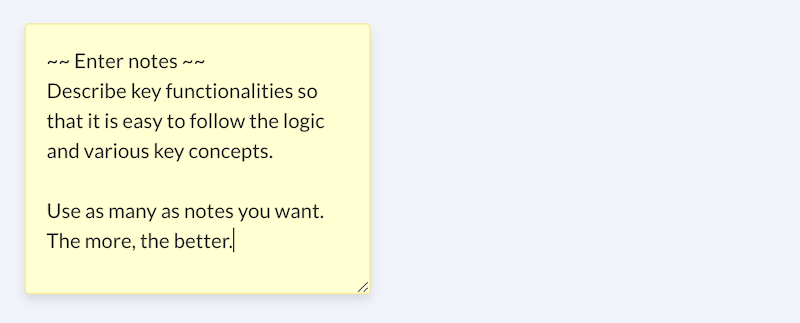 ~~ Enter notes ~~
Describe key functionalities so
that it is easy to follow the logic
and various key concepts.

Use as many as notes you want.
The more, the better.